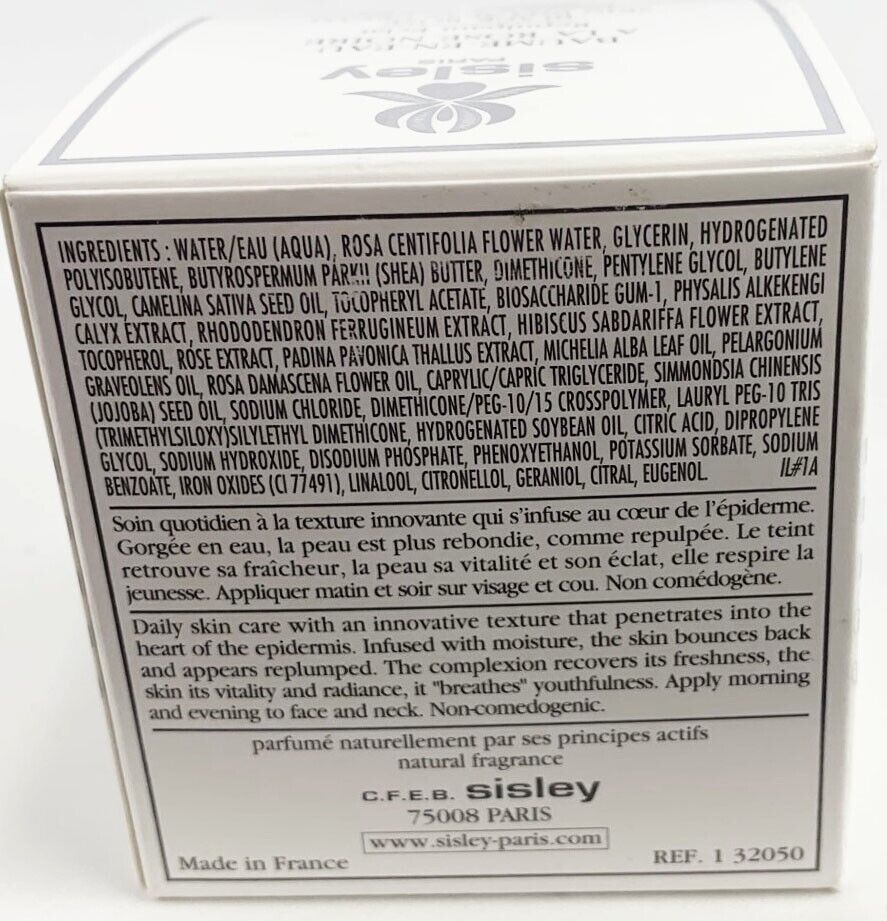 sisley
PARIS
BAUME-EN-EAU
À LA ROSE NOIRE
INGREDIENTS : WATER/EAU (AQUA), ROSA CENTIFOLIA FLOWER WATER, GLYCERIN, HYDROGENATED
POLYISOBUTENE, BUTYROSPERMUM PARKII (SHEA) BUTTER, DIMETHICONE, PENTYLENE GLYCOL, BUTYLENE
GLYCOL, CAMELINA SATIVA SEED OIL, TOCOPHERYL ACETATE, BIOSACCHARIDE GUM-1, PHYSALIS ALKEKENGI
CALYX EXTRACT, RHODODENDRON FERRUGINEUM EXTRACT, HIBISCUS SABDARIFFA FLOWER EXTRACT,
TOCOPHEROL, ROSE EXTRACT, PADINA PAVONICA THALLUS EXTRACT, MICHELIA ALBA LEAF OIL, PELARGONIUM
GRAVEOLENS OIL, ROSA DAMASCENA FLOWER OIL, CAPRYLIC/CAPRIC TRIGLYCERIDE, SIMMONDSIA CHINENSIS
(JOJOBA) SEED OIL, SODIUM CHLORIDE, DIMETHICONE/PEG-10/15 CROSSPOLYMER, LAURYL PEG-10 TRIS
(TRIMETHYLSILOXY)SILYLETHYL DIMETHICONE, HYDROGENATED SOYBEAN OIL, CITRIC ACID, DIPROPYLENE
GLYCOL, SODIUM HYDROXIDE, DISODIUM PHOSPHATE, PHENOXYETHANOL, POTASSIUM SORBATE, SODIUM
BENZOATE, IRON OXIDES (CI 77491), LINALOOL, CITRONELLOL, GERANIOL, CITRAL, EUGENOL. IL#1A
Soin quotidien à la texture innovante qui s'infuse au cœur de l'épiderme.
Gorgée en eau, la peau est plus rebondie, comme repulpée. Le teint
retrouve sa fraîcheur, la peau sa vitalité et son éclat, elle respire la
jeunesse. Appliquer matin et soir sur visage et cou. Non comédogène.
Daily skin care with an innovative texture that penetrates into the
heart of the epidermis. Infused with moisture, the skin bounces back
and appears replumped. The complexion recovers its freshness, the
skin its vitality and radiance, it "breathes" youthfulness. Apply morning
and evening to face and neck. Non-comedogenic.
parfumé naturellement par ses principes actifs
natural fragrance
C.F.E.B. sisley
75008 PARIS
www.sisley-paris.com
Made in France REF. 1 32050